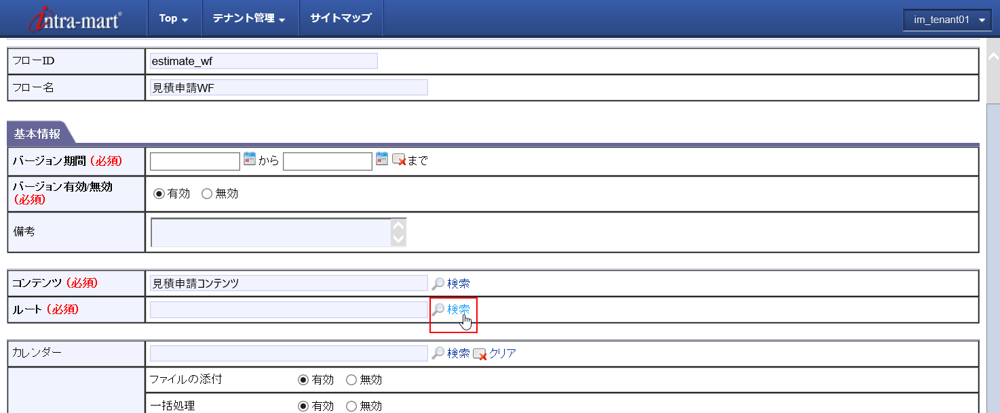 intra-mart® Top テナント管理 サイトマップ im_tenant01
フローID estimate_wf
フロー名 見積申請WF
基本情報
バージョン期間 (必須) から まで
バージョン有効/無効
(必須) 有効 無効
備考
コンテンツ (必須) 見積申請コンテンツ 検索
ルート (必須) 検索
カレンダー 検索 クリア
ファイルの添付 有効 無効
一括処理 有効 無効